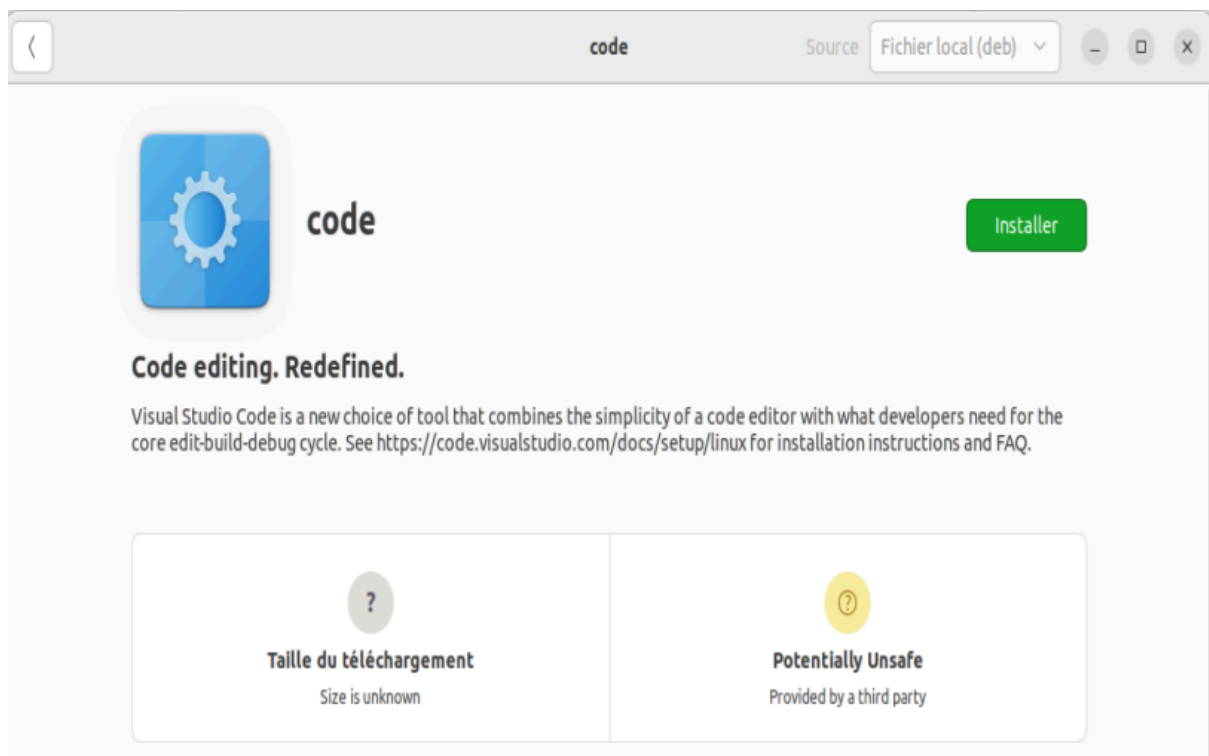 code
Source
Fichier local (deb)
code
Installer
Code editing. Redefined.
Visual Studio Code is a new choice of tool that combines the simplicity of a code editor with what developers need for the
core edit-build-debug cycle. See https://code.visualstudio.com/docs/setup/linux for installation instructions and FAQ.
?
?
Taille du téléchargement
Potentially Unsafe
Size is unknown
Provided by a third party